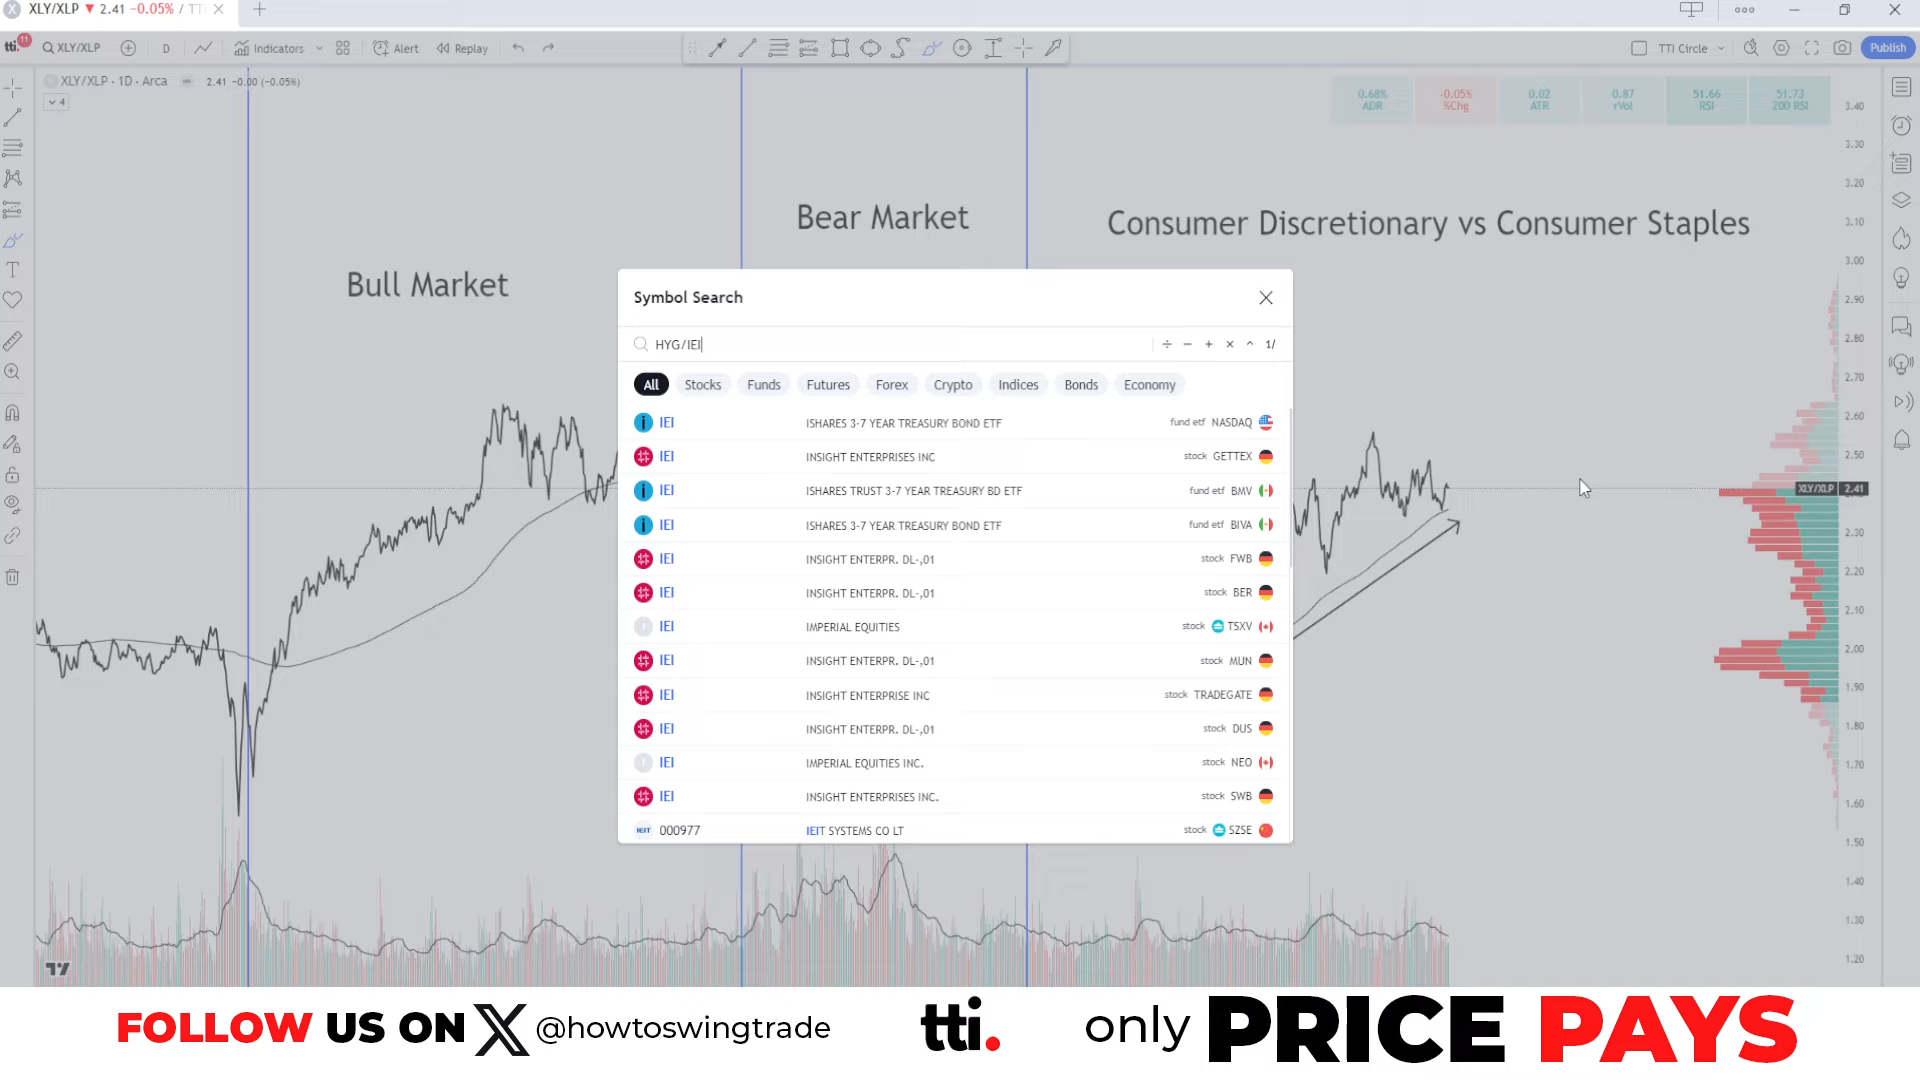 XLY/XLP ▼ 2.41 -0.05% / TTI
tti. 11 XLY/XLP D Indicators Alert Replay TTI Circle Publish
XLY/XLP · 1D · Arca 2.41 -0.00 (-0.05%)
4
0.68% ADR
-0.05% %Chg
0.02 ATR
0.87 rVol
51.66 RSI
51.73 200 RSI
Bull Market
Bear Market
Consumer Discretionary vs Consumer Staples
Symbol Search
HYG/IEI ÷ − + × ^ 1/
All Stocks Funds Futures Forex Crypto Indices Bonds Economy
IEI ISHARES 3-7 YEAR TREASURY BOND ETF fund etf NASDAQ
IEI INSIGHT ENTERPRISES INC stock GETTEX
IEI ISHARES TRUST 3-7 YEAR TREASURY BD ETF fund etf BMV
IEI ISHARES 3-7 YEAR TREASURY BOND ETF fund etf BIVA
IEI INSIGHT ENTERPR. DL-,01 stock FWB
IEI INSIGHT ENTERPR. DL-,01 stock BER
IEI IMPERIAL EQUITIES stock TSXV
IEI INSIGHT ENTERPR. DL-,01 stock MUN
IEI INSIGHT ENTERPRISE INC stock TRADEGATE
IEI INSIGHT ENTERPR. DL-,01 stock DUS
IEI IMPERIAL EQUITIES INC. stock NEO
IEI INSIGHT ENTERPRISES INC. stock SWB
IEIT 000977 IEIT SYSTEMS CO LT stock SZSE
3.40
3.30
3.20
3.10
3.00
2.90
2.80
2.70
2.60
2.50
XLY/XLP 2.41
2.30
2.20
2.10
2.00
1.90
1.80
1.70
1.60
1.50
1.40
1.30
1.20
FOLLOW US ON X @howtoswingtrade
tti.
only PRICE PAYS